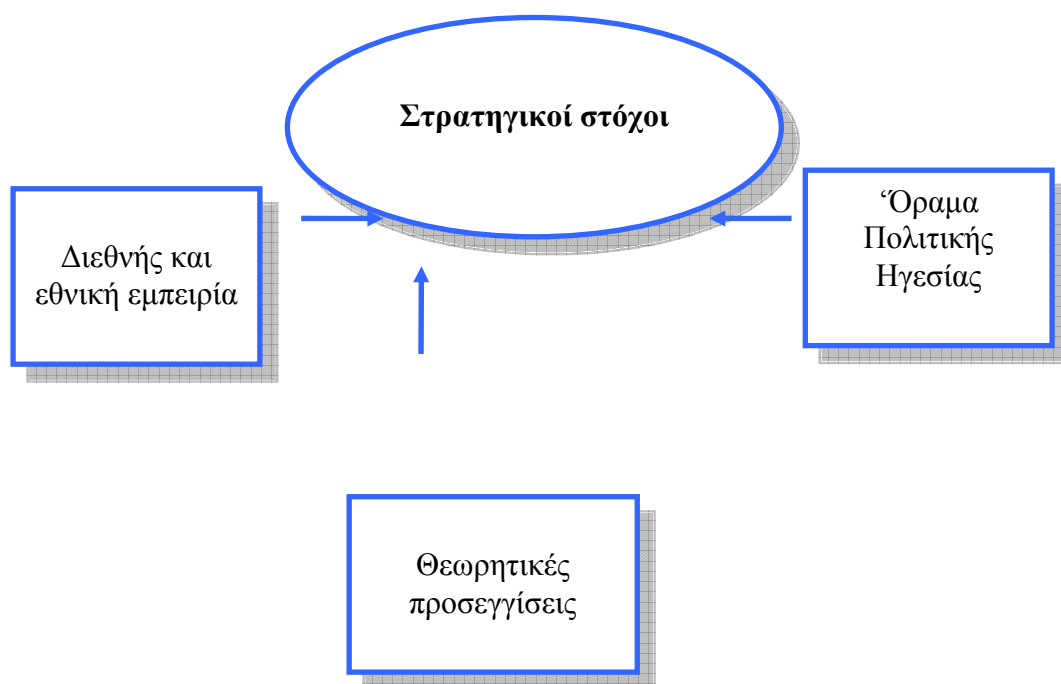 Στρατηγικοί στόχοι
Διεθνής και
εθνική εμπειρία
‘Όραμα
Πολιτικής
Ηγεσίας
Θεωρητικές
προσεγγίσεις